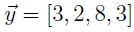 y⃗ = [3, 2, 8, 3]